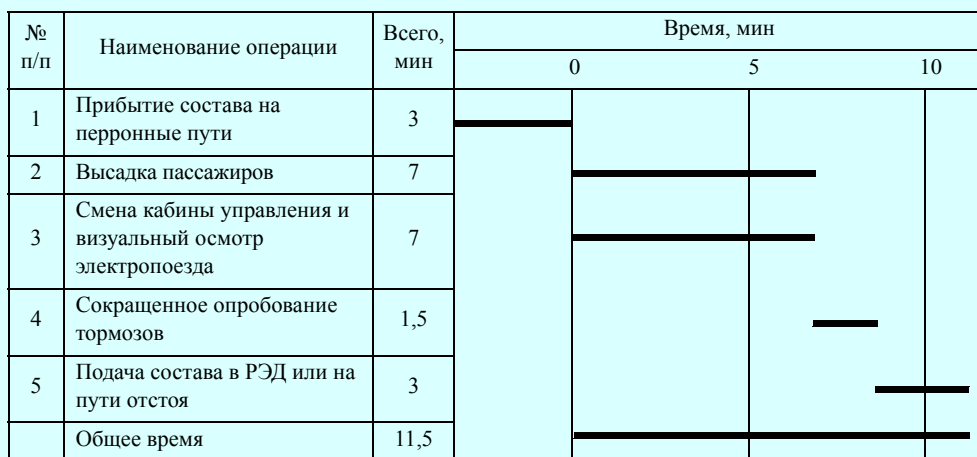 № п/п
Наименование операции
Всего, мин
Время, мин
0 5 10
1
Прибытие состава на
перронные пути
3
2
Высадка пассажиров
7
3
Смена кабины управления и
визуальный осмотр
электропоезда
7
4
Сокращенное опробование
тормозов
1,5
5
Подача состава в РЭД или на
пути отстоя
3
Общее время
11,5